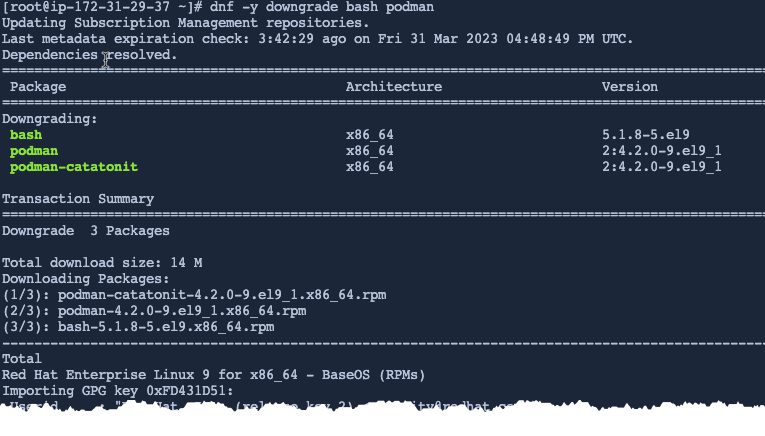 [root@ip-172-31-29-37 ~]# dnf -y downgrade bash podman
Updating Subscription Management repositories.
Last metadata expiration check: 3:42:29 ago on Fri 31 Mar 2023 04:48:49 PM UTC.
Dependencies resolved.
Package Architecture Version
Downgrading:
bash x86_64 5.1.8-5.el9
podman x86_64 2:4.2.0-9.el9_1
podman-catatonit x86_64 2:4.2.0-9.el9_1
Transaction Summary
Downgrade 3 Packages
Total download size: 14 M
Downloading Packages:
(1/3): podman-catatonit-4.2.0-9.el9_1.x86_64.rpm
(2/3): podman-4.2.0-9.el9_1.x86_64.rpm
(3/3): bash-5.1.8-5.el9.x86_64.rpm
Total
Red Hat Enterprise Linux 9 for x86_64 - BaseOS (RPMs)
Importing GPG key 0xFD431D51: